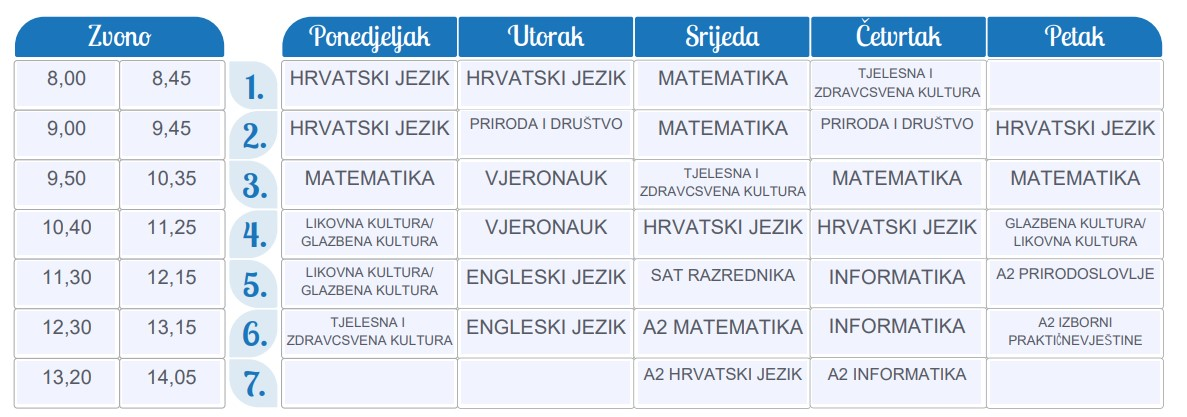 Zvono Ponedjeljak Utorak Srijeda Četvrtak Petak
8,00 8,45 1. HRVATSKI JEZIK HRVATSKI JEZIK MATEMATIKA TJELESNA I
ZDRAVCSVENA KULTURA
9,00 9,45 2. HRVATSKI JEZIK PRIRODA I DRUŠTVO MATEMATIKA PRIRODA I DRUŠTVO HRVATSKI JEZIK
9,50 10,35 3. MATEMATIKA VJERONAUK TJELESNA I
ZDRAVCSVENA KULTURA MATEMATIKA MATEMATIKA
10,40 11,25 4. LIKOVNA KULTURA/
GLAZBENA KULTURA VJERONAUK HRVATSKI JEZIK HRVATSKI JEZIK GLAZBENA KULTURA/
LIKOVNA KULTURA
11,30 12,15 5. LIKOVNA KULTURA/
GLAZBENA KULTURA ENGLESKI JEZIK SAT RAZREDNIKA INFORMATIKA A2 PRIRODOSLOVLJE
12,30 13,15 6. TJELESNA I
ZDRAVCSVENA KULTURA ENGLESKI JEZIK A2 MATEMATIKA INFORMATIKA A2 IZBORNI
PRAKTIČNEVJEŠTINE
13,20 14,05 7. A2 HRVATSKI JEZIK A2 INFORMATIKA